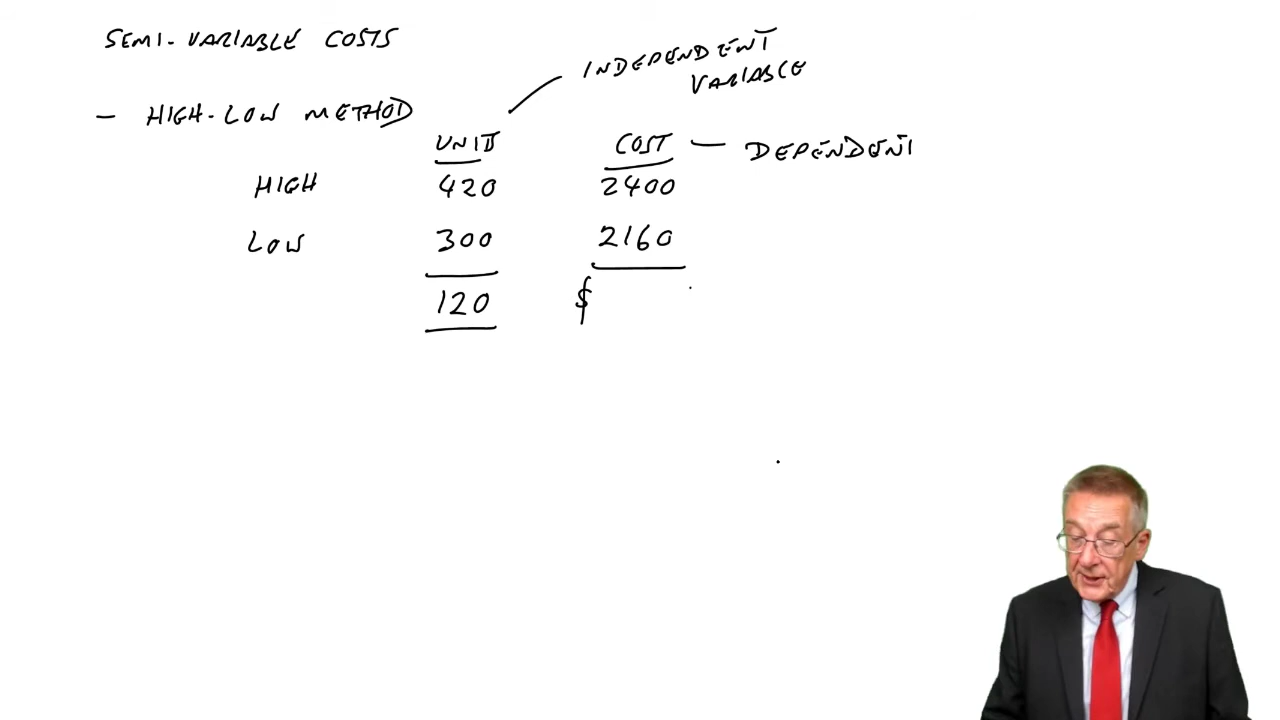 SEMI-VARIABLE COSTS
INDEPENDENT
VARIABLE
- HIGH-LOW METHOD
UNIT COST - DEPENDENT
HIGH 420 2400
LOW 300 2160
120 $